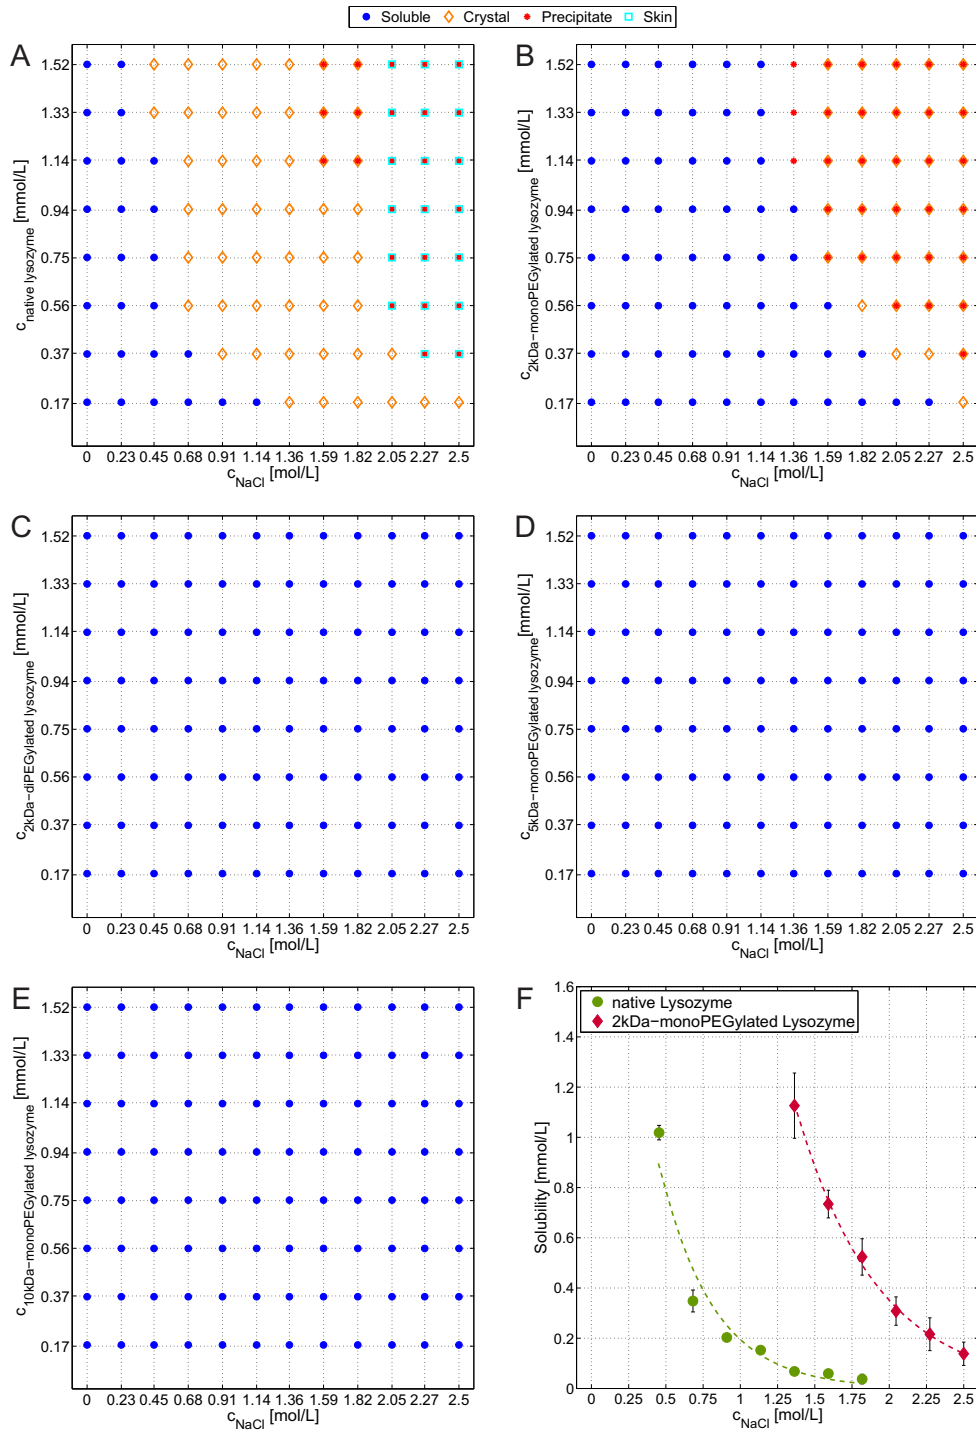 Soluble Crystal Precipitate Skin
A
1.52
1.33
1.14
0.94
0.75
0.56
0.37
0.17
c_native lysozyme [mmol/L]
0 0.23 0.45 0.68 0.91 1.14 1.36 1.59 1.82 2.05 2.27 2.5
c_NaCl [mol/L]
B
1.52
1.33
1.14
0.94
0.75
0.56
0.37
0.17
c_2kDa−monoPEGylated lysozyme [mmol/L]
0 0.23 0.45 0.68 0.91 1.14 1.36 1.59 1.82 2.05 2.27 2.5
c_NaCl [mol/L]
C
1.52
1.33
1.14
0.94
0.75
0.56
0.37
0.17
c_2kDa−diPEGylated lysozyme [mmol/L]
0 0.23 0.45 0.68 0.91 1.14 1.36 1.59 1.82 2.05 2.27 2.5
c_NaCl [mol/L]
D
1.52
1.33
1.14
0.94
0.75
0.56
0.37
0.17
c_5kDa−monoPEGylated lysozyme [mmol/L]
0 0.23 0.45 0.68 0.91 1.14 1.36 1.59 1.82 2.05 2.27 2.5
c_NaCl [mol/L]
E
1.52
1.33
1.14
0.94
0.75
0.56
0.37
0.17
c_10kDa−monoPEGylated lysozyme [mmol/L]
0 0.23 0.45 0.68 0.91 1.14 1.36 1.59 1.82 2.05 2.27 2.5
c_NaCl [mol/L]
F
native Lysozyme
2kDa−monoPEGylated Lysozyme
1.6
1.4
1.2
1
0.8
0.6
0.4
0.2
0
Solubility [mmol/L]
0 0.25 0.5 0.75 1 1.25 1.5 1.75 2 2.25 2.5
c_NaCl [mol/L]